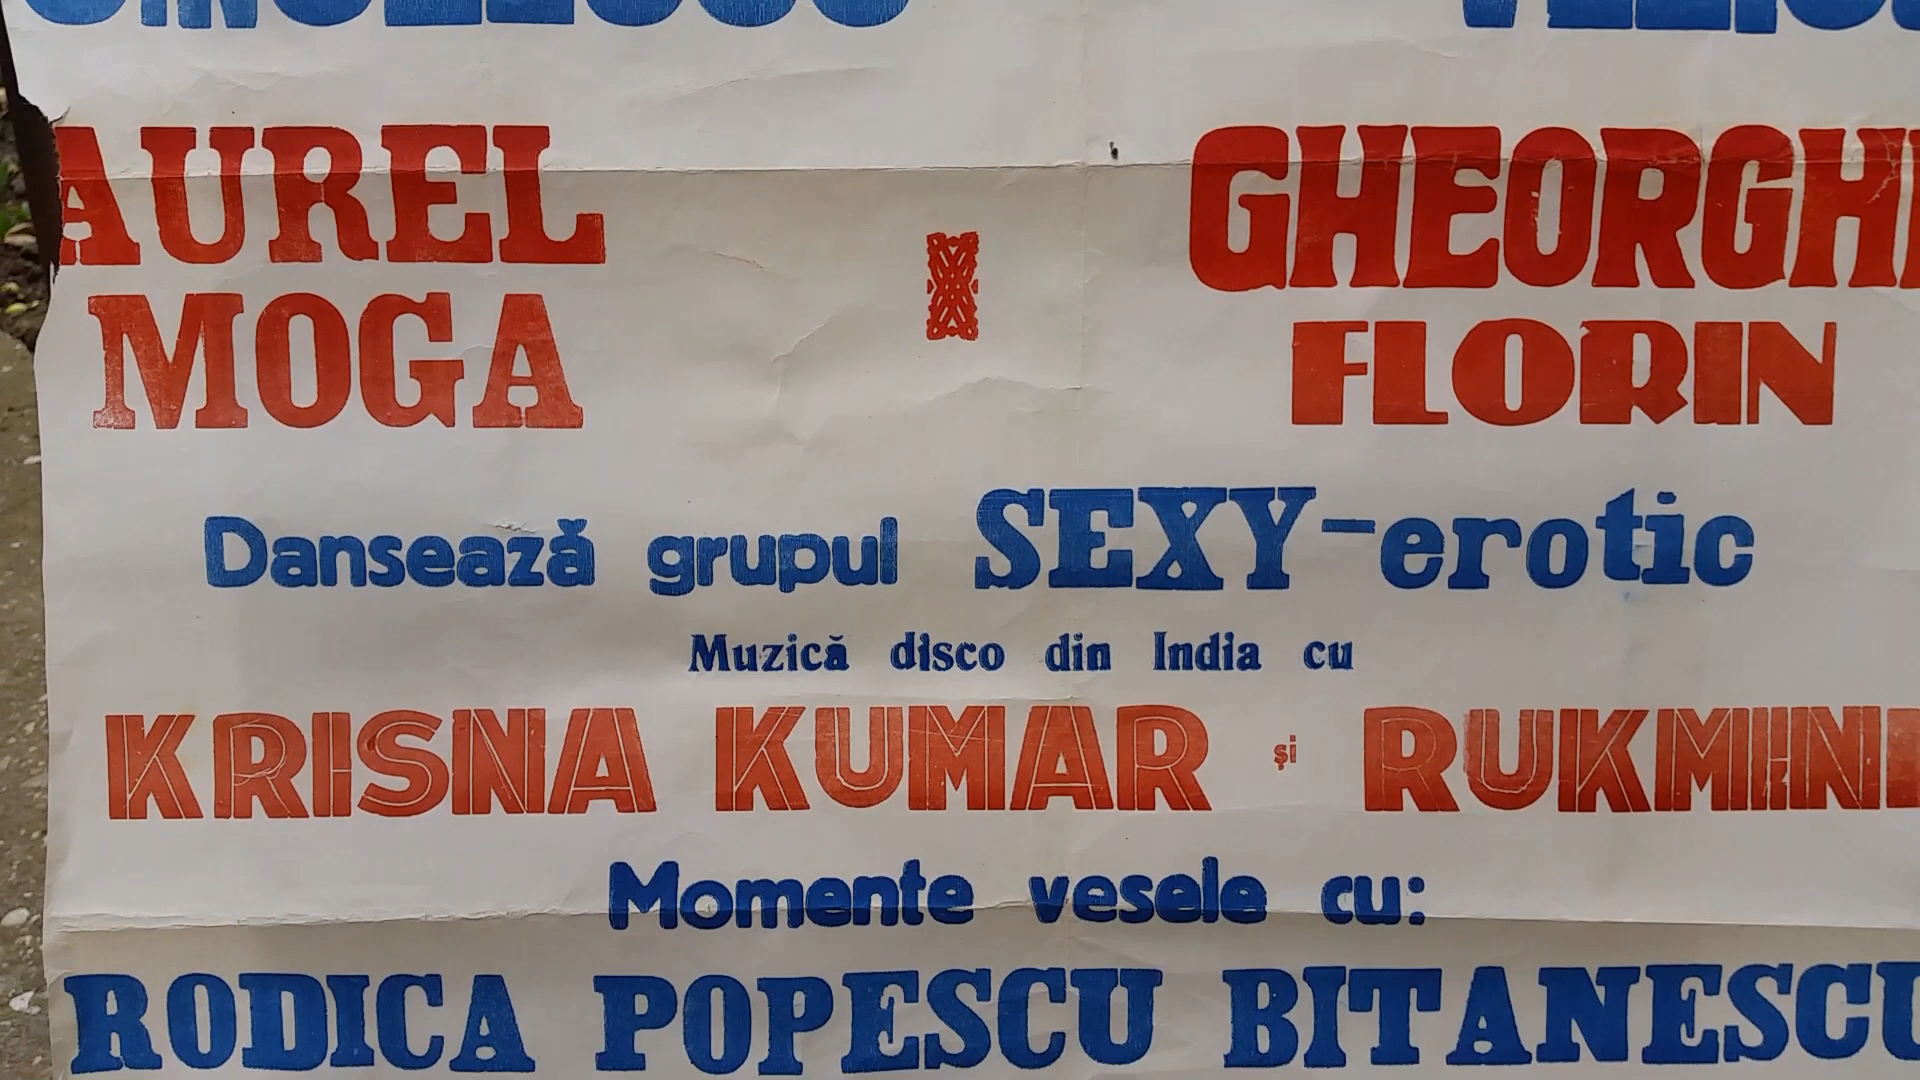 AUREL GHEORGHE
MOGA FLORIN
Dansează grupul SEXY-erotic
Muzică disco din India cu
KRISNA KUMAR și RUKMINI
Momente vesele cu:
RODICA POPESCU BITANESCU